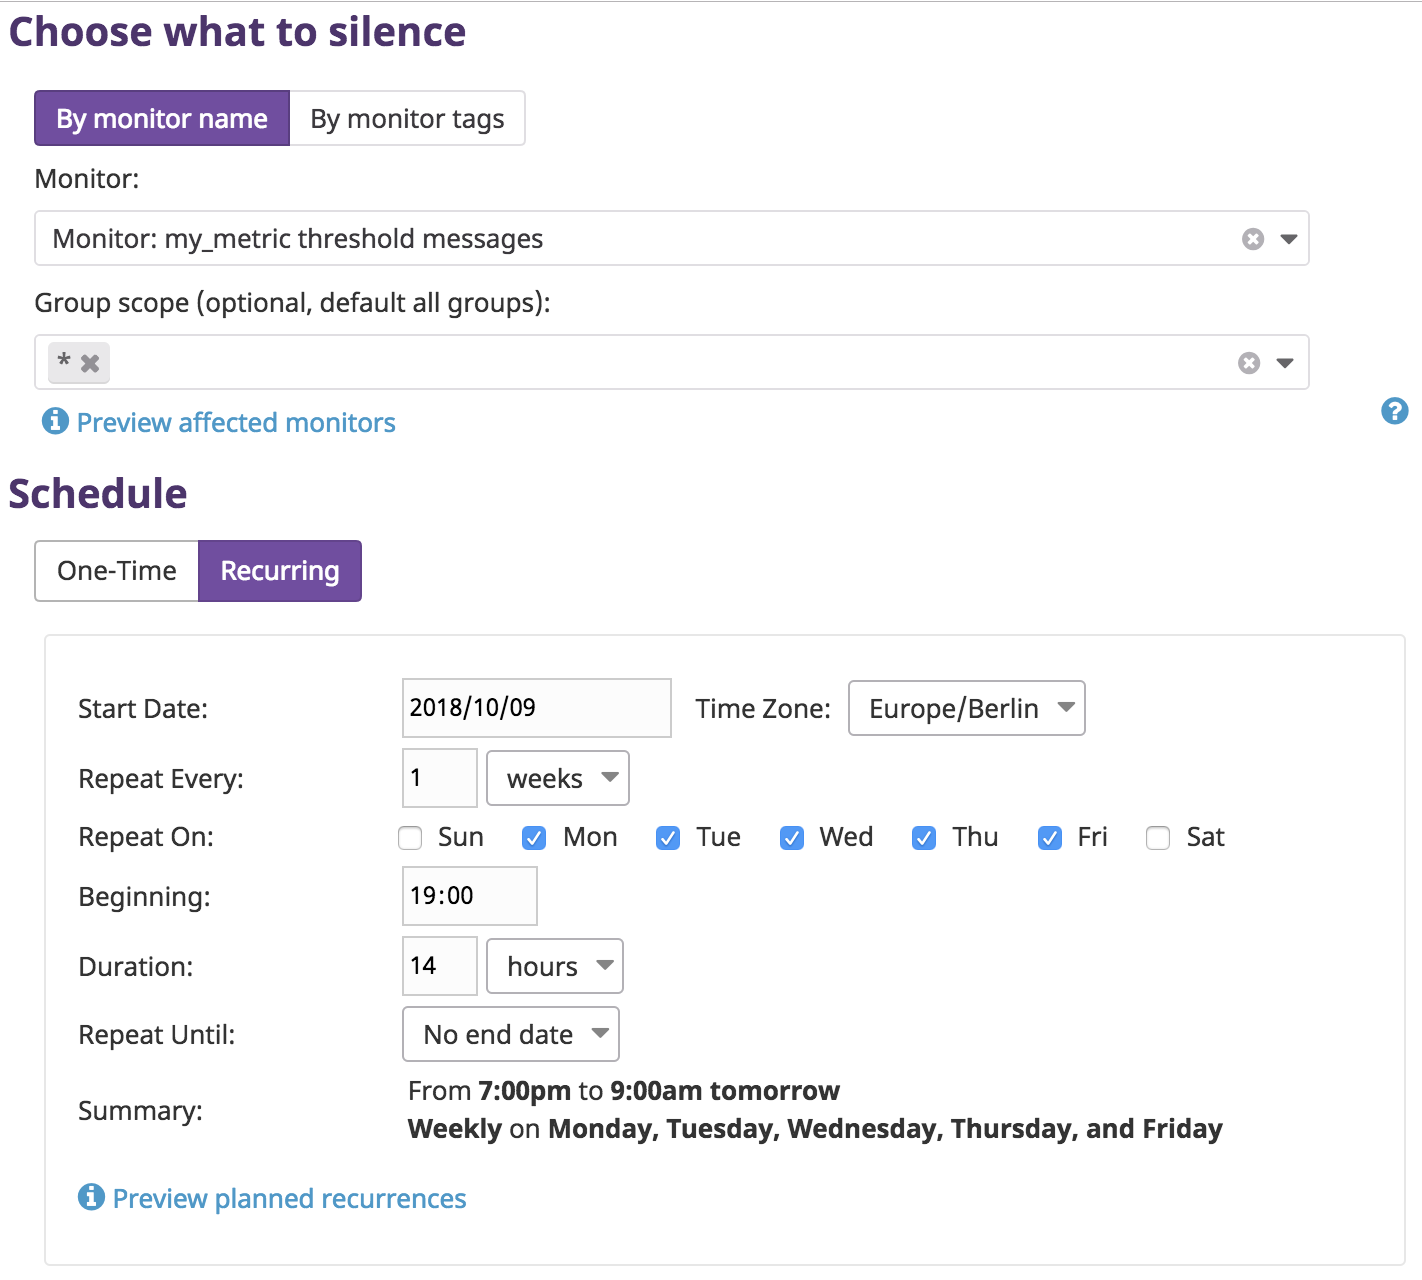 Choose what to silence
By monitor name By monitor tags
Monitor:
Monitor: my_metric threshold messages
Group scope (optional, default all groups):
*
Preview affected monitors
Schedule
One-Time Recurring
Start Date: 2018/10/09 Time Zone: Europe/Berlin
Repeat Every: 1 weeks
Repeat On: Sun Mon Tue Wed Thu Fri Sat
Beginning: 19:00
Duration: 14 hours
Repeat Until: No end date
Summary: From 7:00pm to 9:00am tomorrow
Weekly on Monday, Tuesday, Wednesday, Thursday, and Friday
Preview planned recurrences